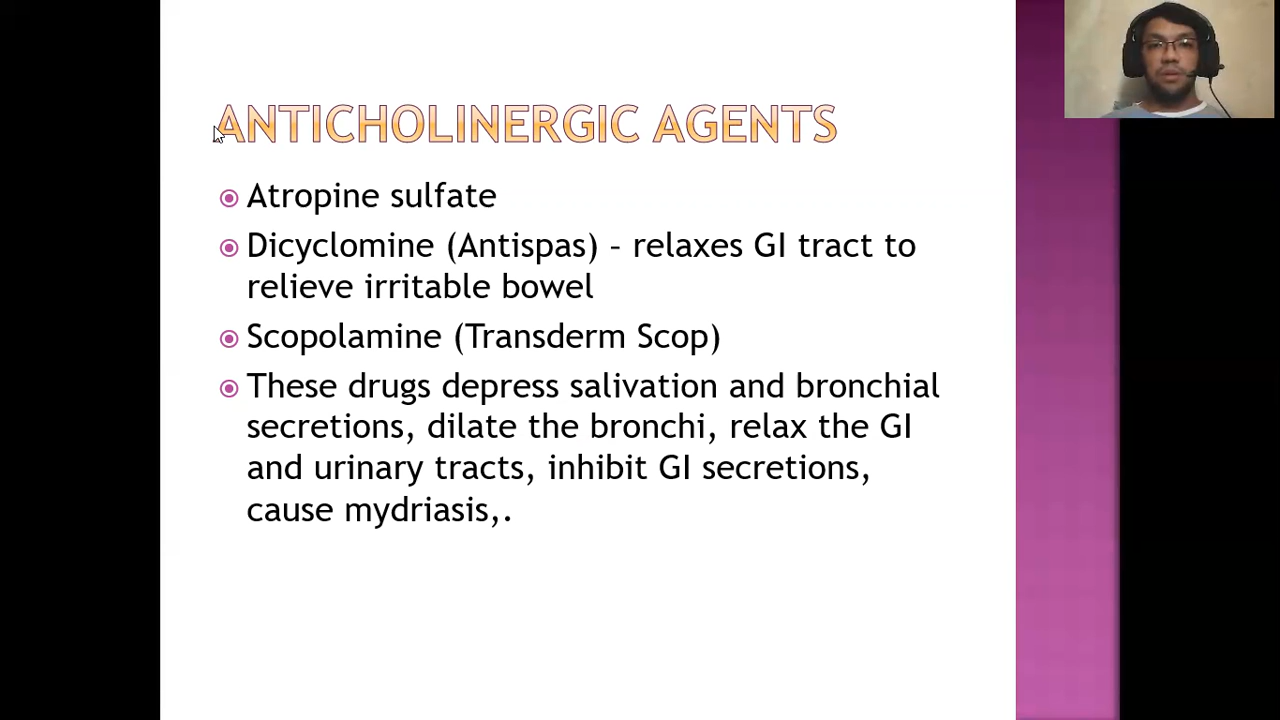 ANTICHOLINERGIC AGENTS
Atropine sulfate
Dicyclomine (Antispas) – relaxes GI tract to
relieve irritable bowel
Scopolamine (Transderm Scop)
These drugs depress salivation and bronchial
secretions, dilate the bronchi, relax the GI
and urinary tracts, inhibit GI secretions,
cause mydriasis,.